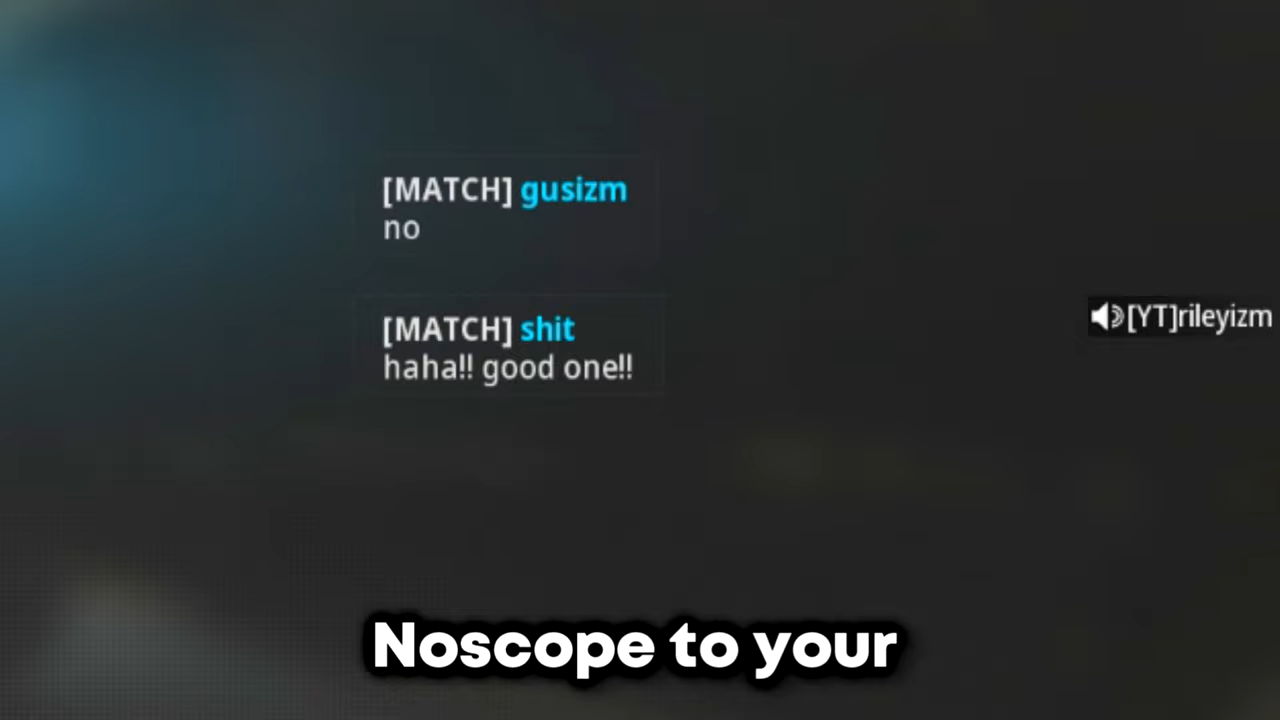 [MATCH] gusizm
no
[MATCH] shit
haha!! good one!!
[YT]rileyizm
Noscope to your